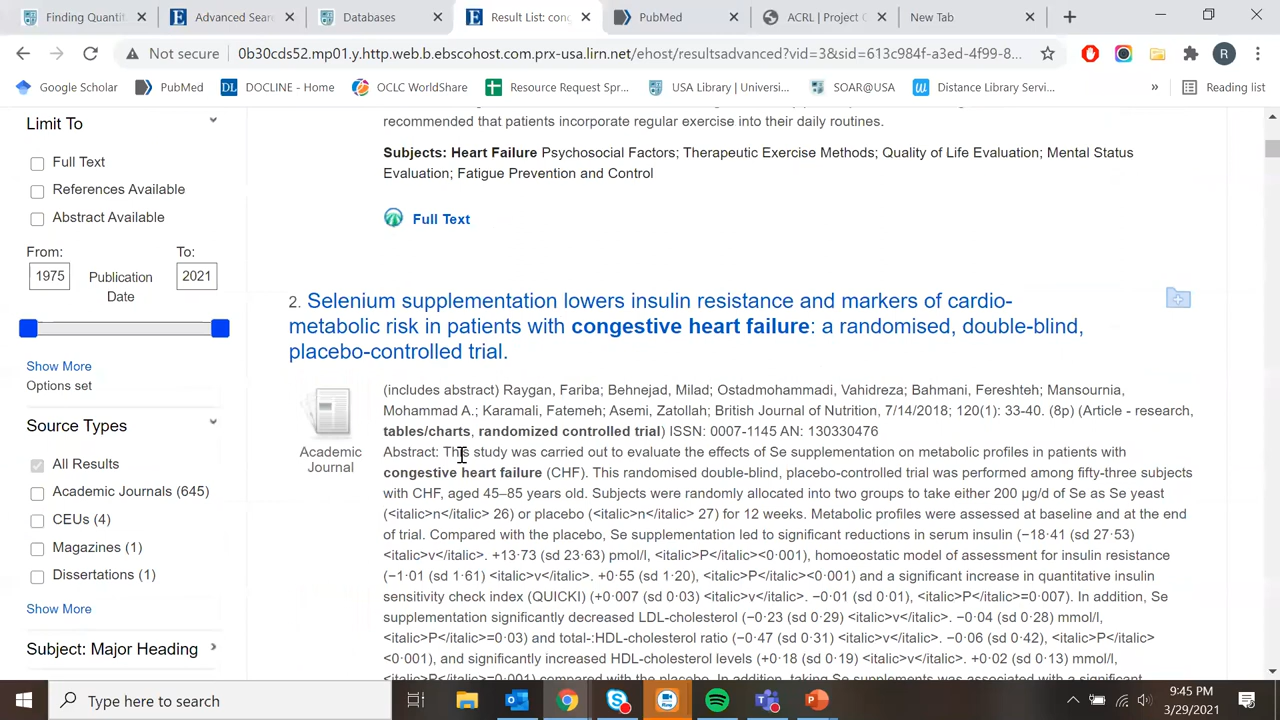 Finding Quanti
Advanced Sear
Databases
Result List: con
PubMed
ACRL | Project
New Tab
Not secure
0b30cds52.mp01.y.http.web.b.ebscohost.com.prx-usa.lirn.net/ehost/resultsadvanced?vid=3&sid=613c984f-a3ed-4f99-8...
R
Google Scholar
PubMed
DL DOCLINE - Home
OCLC WorldShare
Resource Request Spr...
USA Library | Universi...
SOAR@USA
Distance Library Servi...
»
Reading list
Limit To
Full Text
References Available
Abstract Available
From:
To:
1975
Publication
Date
2021
Show More
Options set
Source Types
All Results
Academic Journals (645)
CEUs (4)
Magazines (1)
Dissertations (1)
Show More
Subject: Major Heading
recommended that patients incorporate regular exercise into their daily routines.
Subjects: Heart Failure Psychosocial Factors; Therapeutic Exercise Methods; Quality of Life Evaluation; Mental Status
Evaluation; Fatigue Prevention and Control
Full Text
2. Selenium supplementation lowers insulin resistance and markers of cardio-
metabolic risk in patients with congestive heart failure: a randomised, double-blind,
placebo-controlled trial.
Academic
Journal
(includes abstract) Raygan, Fariba; Behnejad, Milad; Ostadmohammadi, Vahidreza; Bahmani, Fereshteh; Mansournia,
Mohammad A.; Karamali, Fatemeh; Asemi, Zatollah; British Journal of Nutrition, 7/14/2018; 120(1): 33-40. (8p) (Article - research,
tables/charts, randomized controlled trial) ISSN: 0007-1145 AN: 130330476
Abstract: This study was carried out to evaluate the effects of Se supplementation on metabolic profiles in patients with
congestive heart failure (CHF). This randomised double-blind, placebo-controlled trial was performed among fifty-three subjects
with CHF, aged 45–85 years old. Subjects were randomly allocated into two groups to take either 200 μg/d of Se as Se yeast
(<italic>n</italic> 26) or placebo (<italic>n</italic> 27) for 12 weeks. Metabolic profiles were assessed at baseline and at the end
of trial. Compared with the placebo, Se supplementation led to significant reductions in serum insulin (−18·41 (sd 27·53)
<italic>v</italic>. +13·73 (sd 23·63) pmol/l, <italic>P</italic><0·001), homoeostatic model of assessment for insulin resistance
(−1·01 (sd 1·61) <italic>v</italic>. +0·55 (sd 1·20), <italic>P</italic><0·001) and a significant increase in quantitative insulin
sensitivity check index (QUICKI) (+0·007 (sd 0·03) <italic>v</italic>. −0·01 (sd 0·01), <italic>P</italic>=0·007). In addition, Se
supplementation significantly decreased LDL-cholesterol (−0·23 (sd 0·29) <italic>v</italic>. −0·04 (sd 0·28) mmol/l,
<italic>P</italic>=0·03) and total-:HDL-cholesterol ratio (−0·47 (sd 0·31) <italic>v</italic>. −0·06 (sd 0·42), <italic>P</italic>
<0·001), and significantly increased HDL-cholesterol levels (+0·18 (sd 0·19) <italic>v</italic>. +0·02 (sd 0·13) mmol/l,
<italic>P</italic>=0·001) compared with the placebo. In addition, taking Se supplements was associated with a significant
Type here to search
9:45 PM
3/29/2021